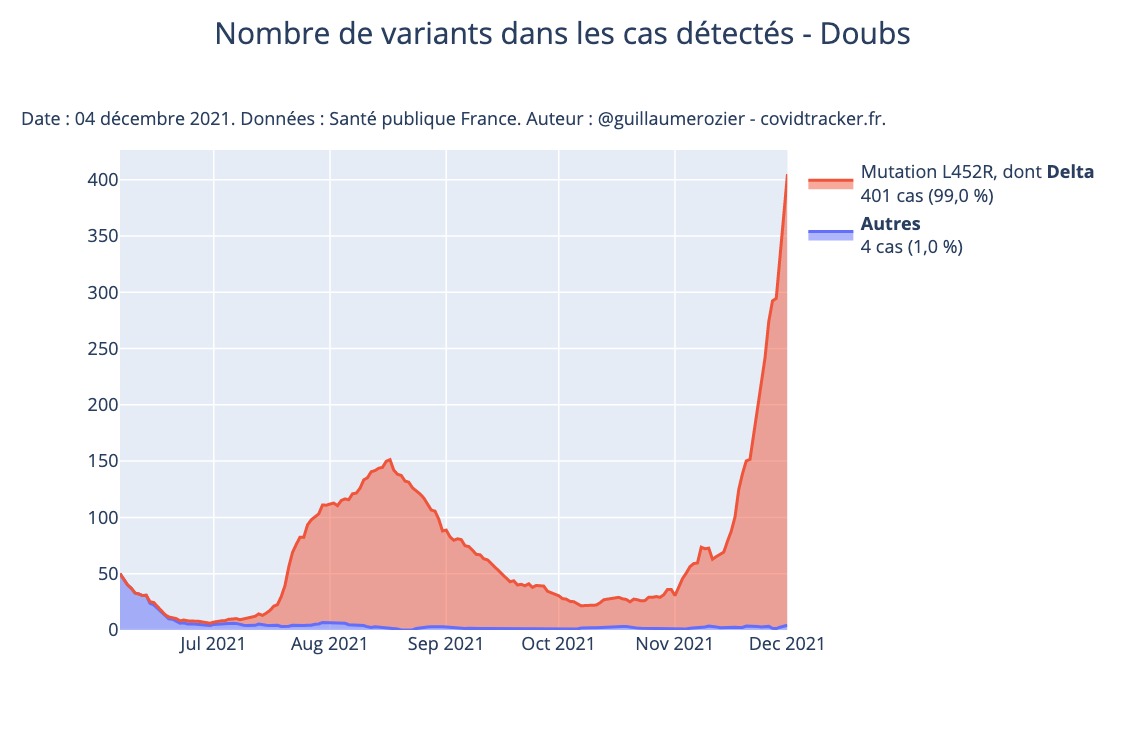 Nombre de variants dans les cas détectés - Doubs
Date : 04 décembre 2021. Données : Santé publique France. Auteur : @guillaumerozier - covidtracker.fr.
Mutation L452R, dont Delta
401 cas (99,0 %)
Autres
4 cas (1,0 %)
400
350
300
250
200
150
100
50
0
Jul 2021
Aug 2021
Sep 2021
Oct 2021
Nov 2021
Dec 2021